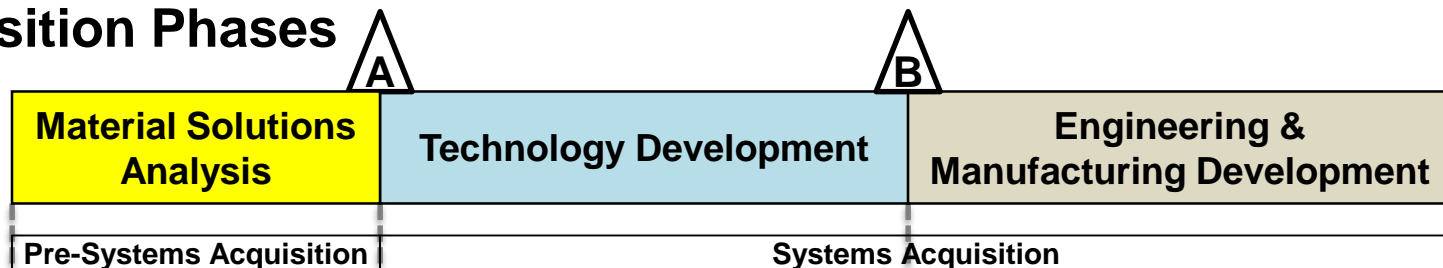 sition Phases
A
B
Material Solutions
Analysis
Technology Development
Engineering &
Manufacturing Development
Pre-Systems Acquisition
Systems Acquisition